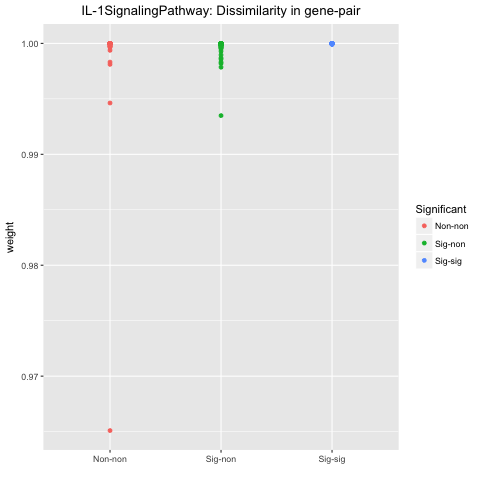 IL-1SignalingPathway: Dissimilarity in gene-pair
1.00
0.99
0.98
0.97
weight
Non-non
Sig-non
Sig-sig
Significant
Non-non
Sig-non
Sig-sig